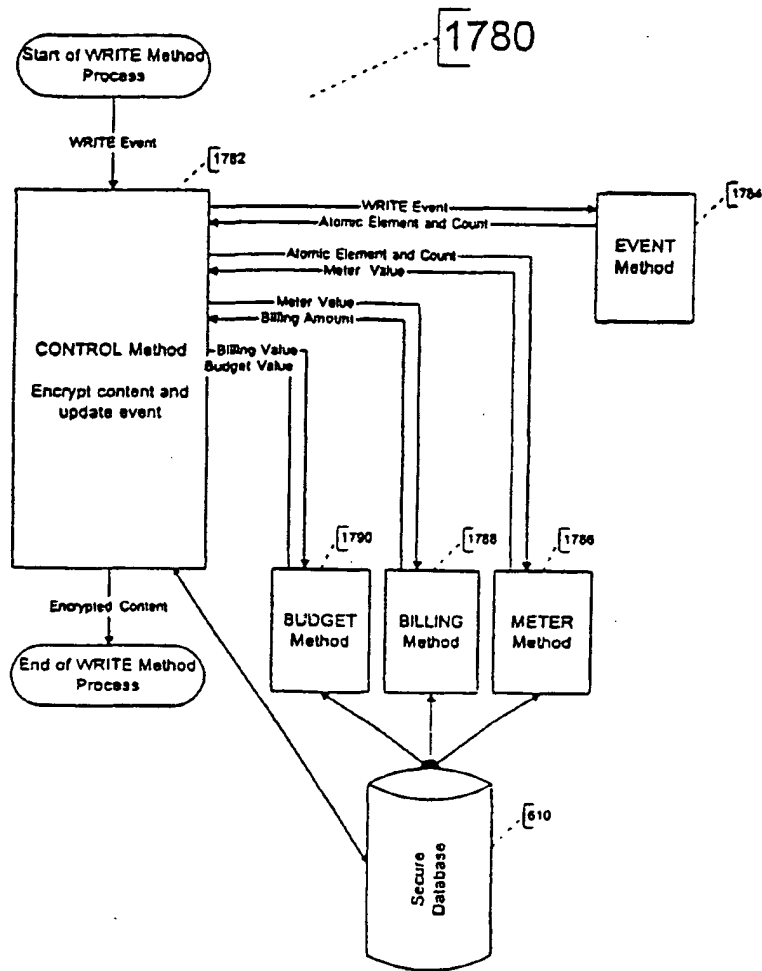 1780
Start of WRITE Method
Process
WRITE Event
1782
WRITE Event
1784
Atomic Element and Count
EVENT
Method
Atomic Element and Count
Meter Value
Meter Value
Billing Amount
CONTROL Method
Billing Value
Budget Value
Encrypt content and
update event
1790
1788
1786
Encrypted Content
BUDGET
Method
BILLING
Method
METER
Method
End of WRITE Method
Process
610
Secure
Database